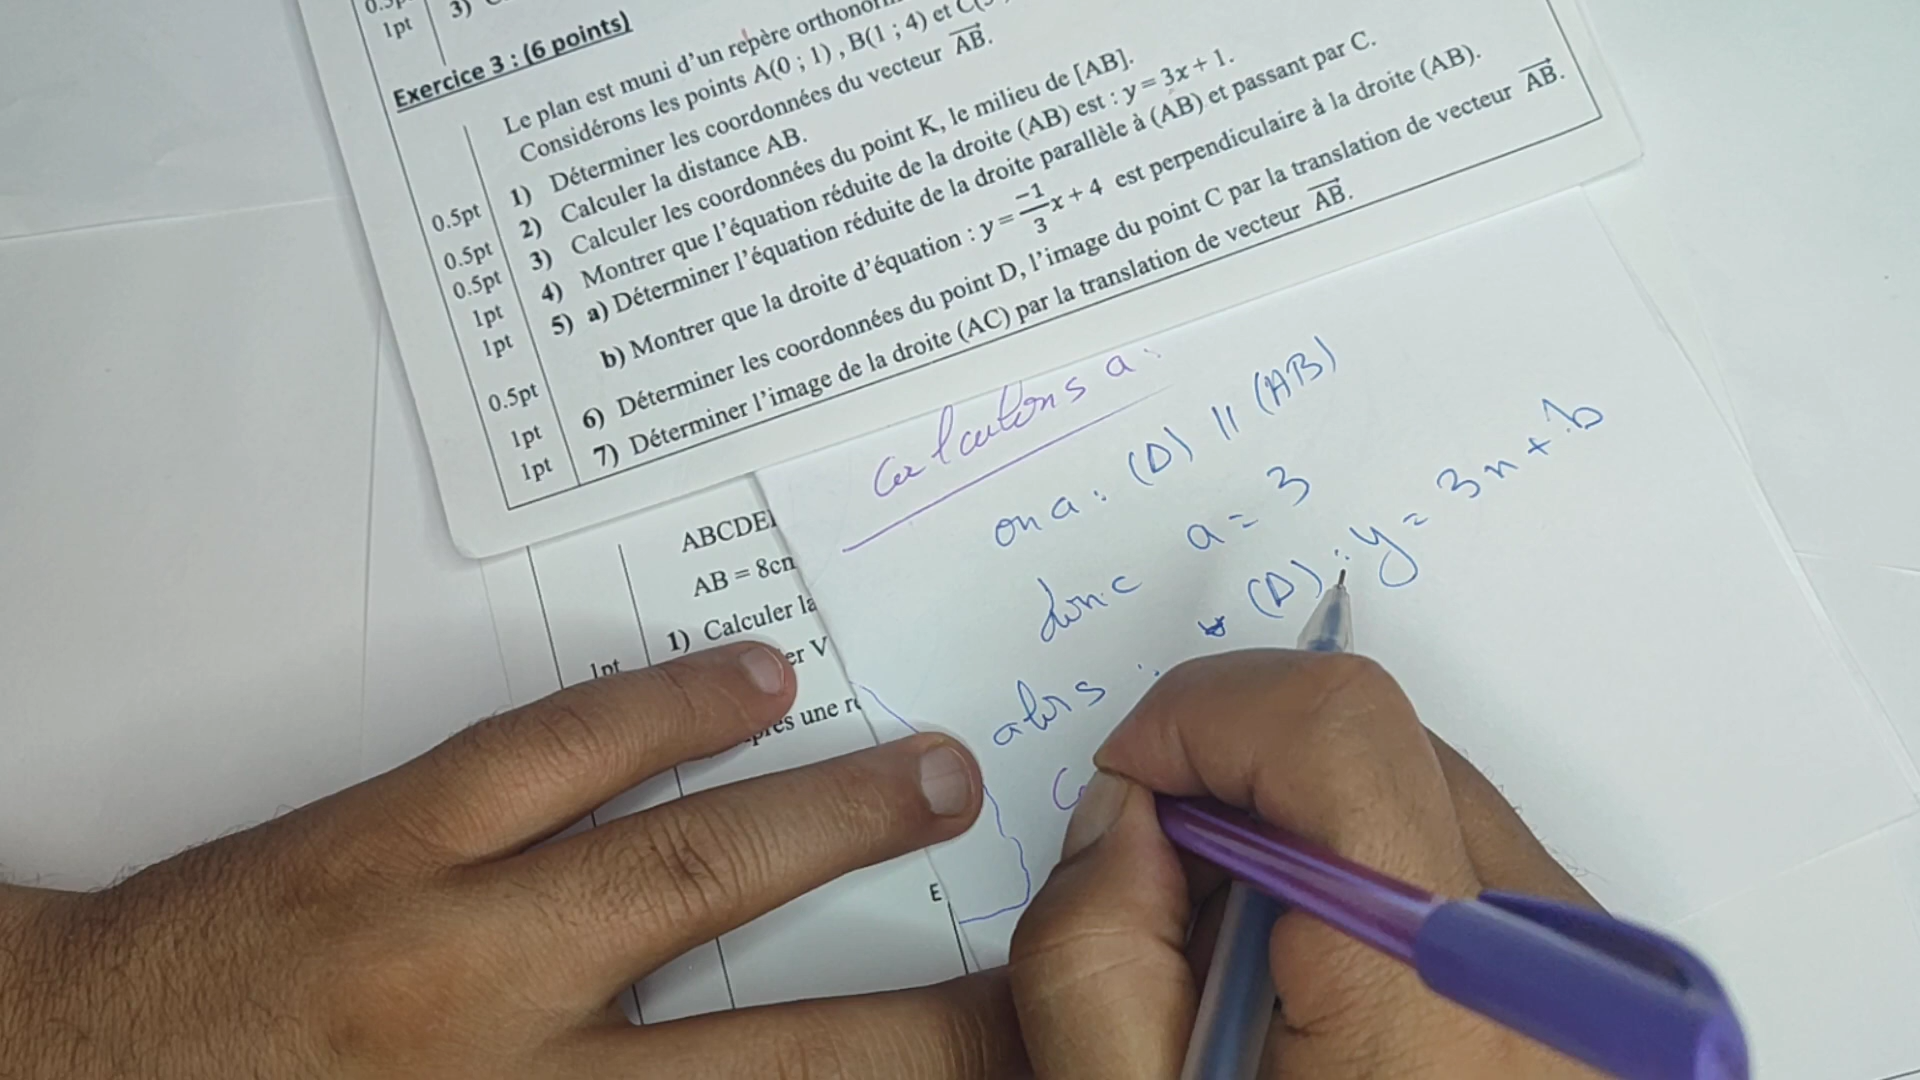 1pt
3)
Exercice 3 : (6 points)
Le plan est muni d'un repère
Considérons les points A(0 ; 1) , B(1 ; 4) et
0.5pt 1) Déterminer les coordonnées du vecteur AB.
0.5pt 2) Calculer la distance AB.
0.5pt 3) Calculer les coordonnées du point K, le milieu de [AB].
1pt 4) Montrer que l'équation réduite de la droite (AB) est : y = 3x + 1.
1pt 5) a) Déterminer l'équation réduite de la droite parallèle à (AB) et passant par C.
0.5pt b) Montrer que la droite d'équation : y = -1/3 x + 4 est perpendiculaire à la droite (AB).
1pt 6) Déterminer les coordonnées du point D, l'image du point C par la translation de vecteur AB.
1pt 7) Déterminer l'image de la droite (AC) par la translation de vecteur AB.
calculons a :
on a : (D) // (AB)
donc a = 3
alors : (D) : y = 3x + b
AB = 8cm
1pt 1) Calculer la
V
une
E